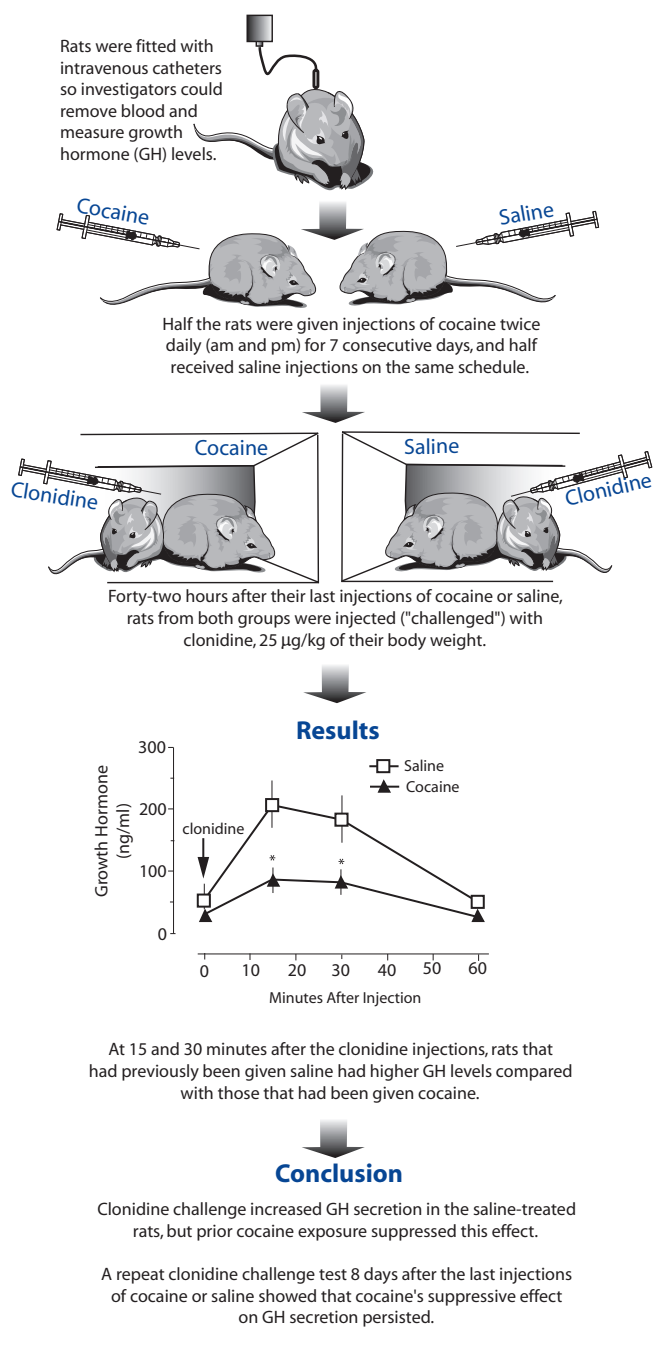 Rats were fitted with
intravenous catheters
so investigators could
remove blood and
measure growth
hormone (GH) levels.
Cocaine
Saline
Half the rats were given injections of cocaine twice
daily (am and pm) for 7 consecutive days, and half
received saline injections on the same schedule.
Cocaine
Saline
Clonidine
Clonidine
Forty-two hours after their last injections of cocaine or saline,
rats from both groups were injected ("challenged") with
clonidine, 25 µg/kg of their body weight.
Results
Growth Hormone
(ng/ml)
300
200
100
0
Saline
Cocaine
clonidine
*
*
0 10 20 30 40 50 60
Minutes After Injection
At 15 and 30 minutes after the clonidine injections, rats that
had previously been given saline had higher GH levels compared
with those that had been given cocaine.
Conclusion
Clonidine challenge increased GH secretion in the saline-treated
rats, but prior cocaine exposure suppressed this effect.
A repeat clonidine challenge test 8 days after the last injections
of cocaine or saline showed that cocaine's suppressive effect
on GH secretion persisted.